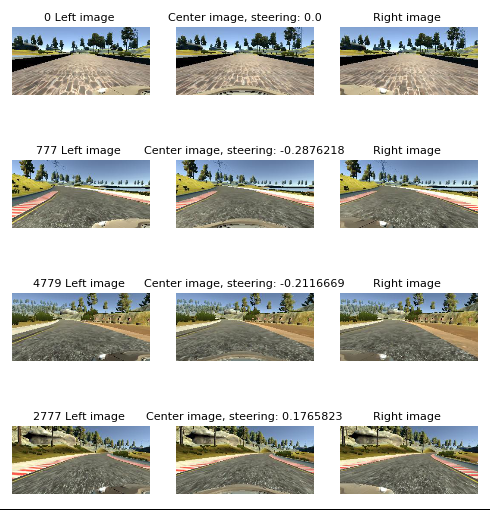 0 Left image Center image, steering: 0.0 Right image
777 Left image Center image, steering: -0.2876218 Right image
4779 Left image Center image, steering: -0.2116669 Right image
2777 Left image Center image, steering: 0.1765823 Right image